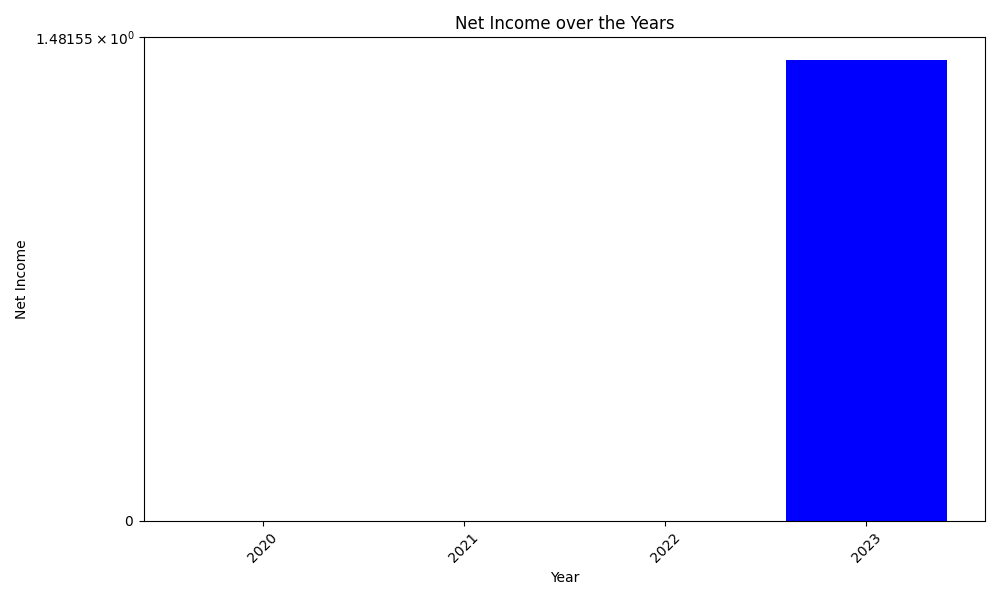 Net Income over the Years
1.48155 × 10⁰
Net Income
0
2020 2021 2022 2023
Year